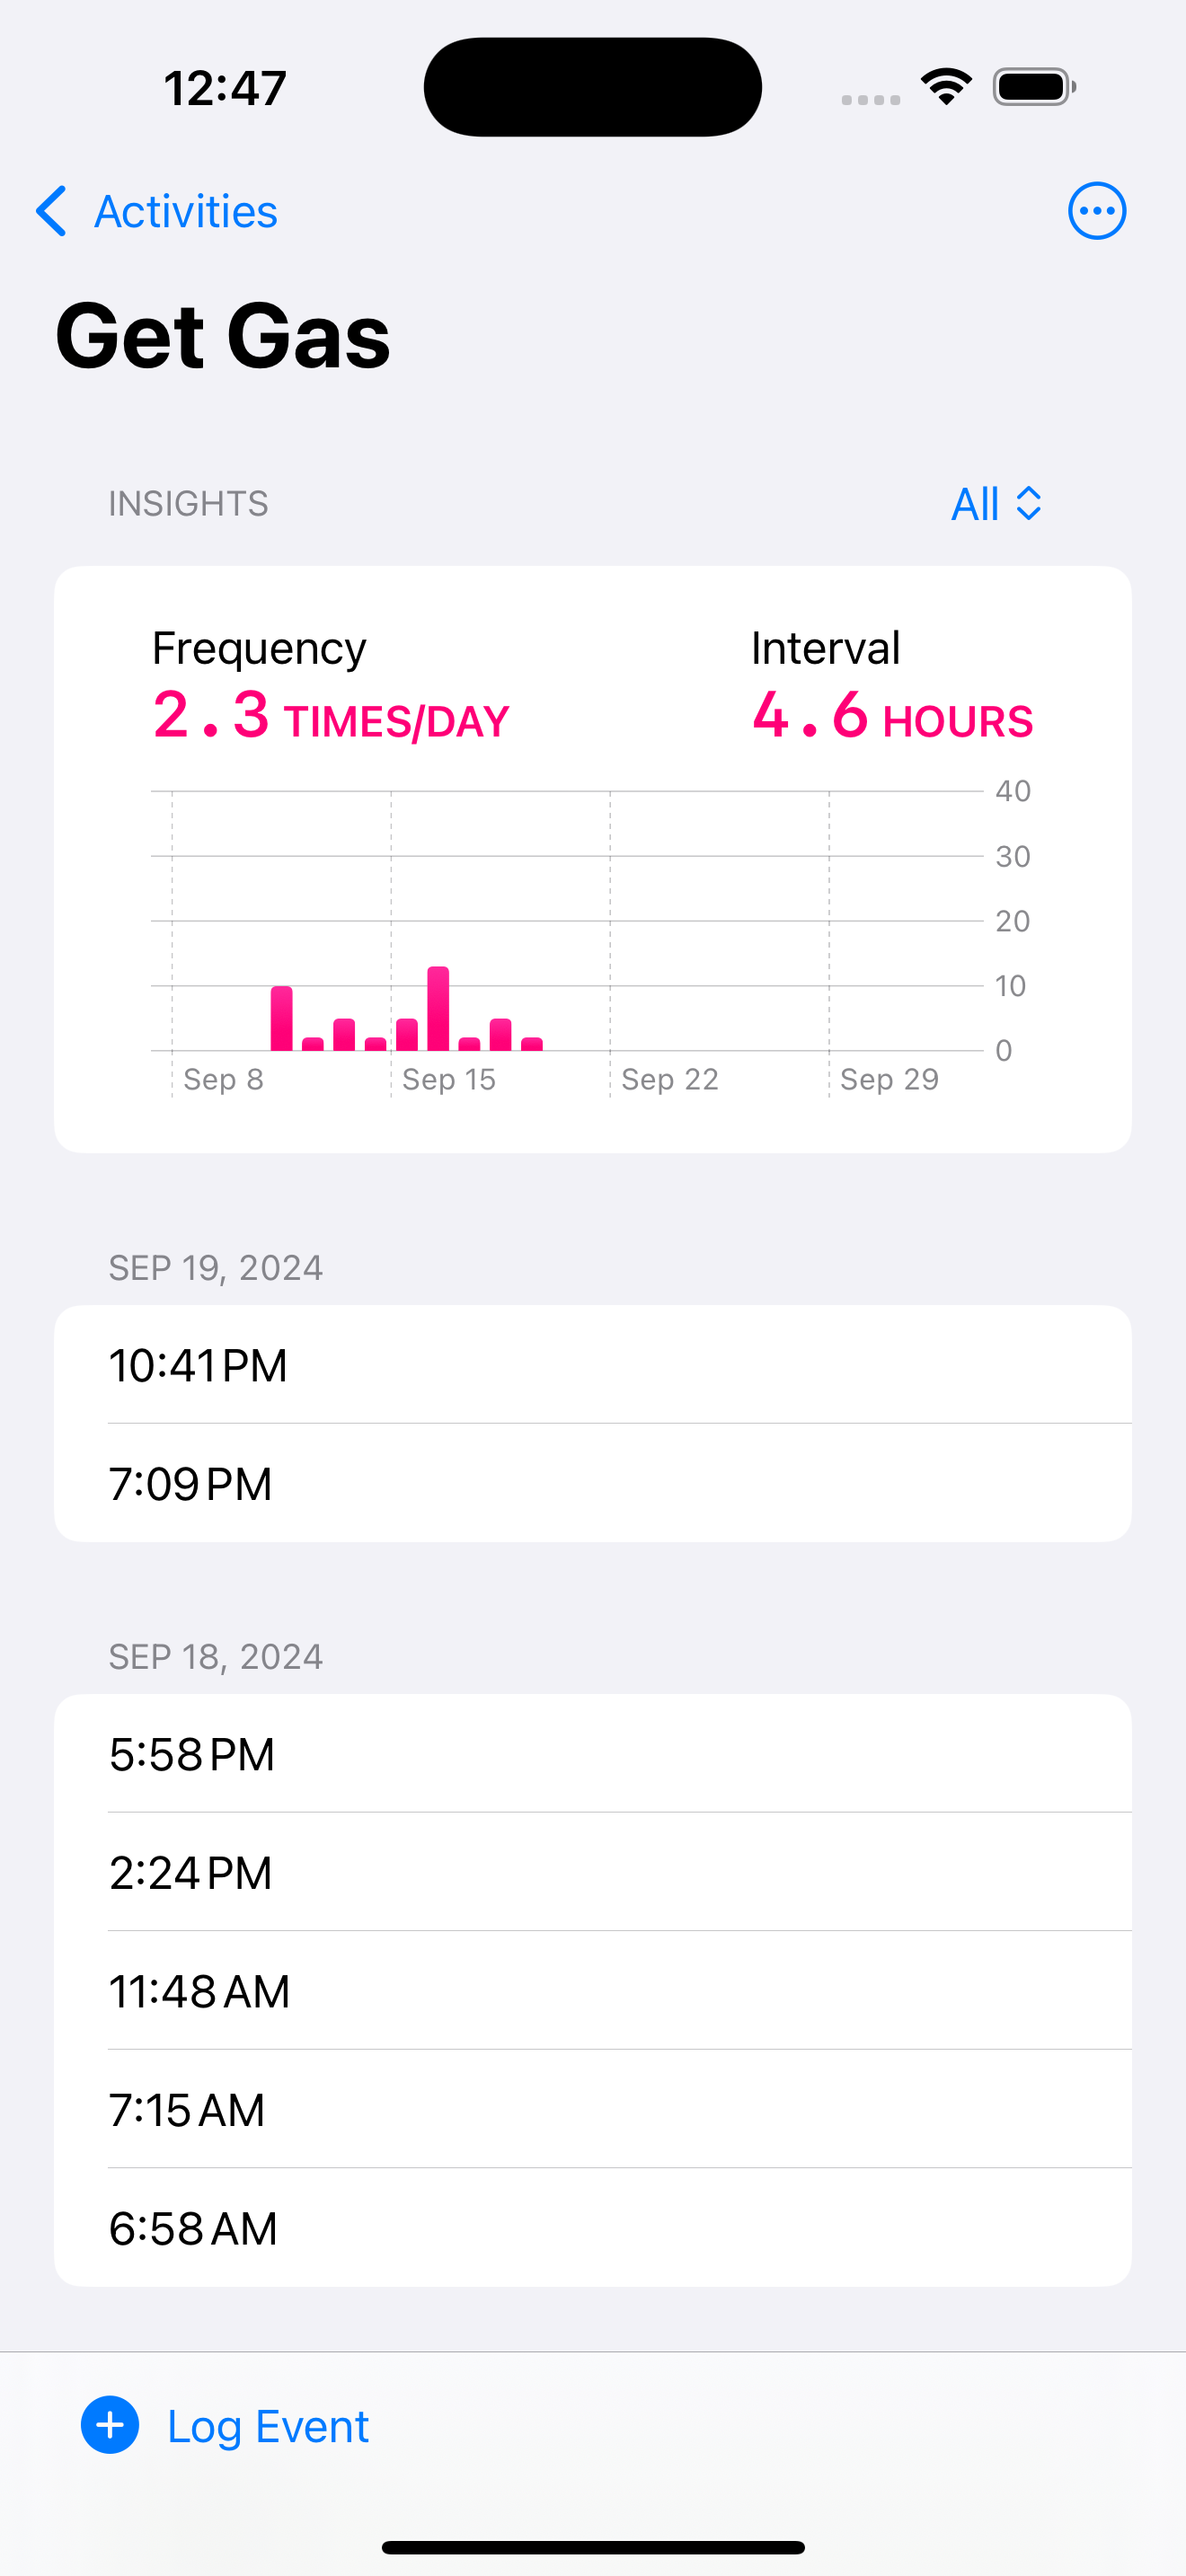 12:47
Activities
Get Gas
INSIGHTS
All
Frequency
Interval
2.3 TIMES/DAY
4.6 HOURS
40
30
20
10
0
Sep 8
Sep 15
Sep 22
Sep 29
SEP 19, 2024
10:41 PM
7:09 PM
SEP 18, 2024
5:58 PM
2:24 PM
11:48 AM
7:15 AM
6:58 AM
Log Event